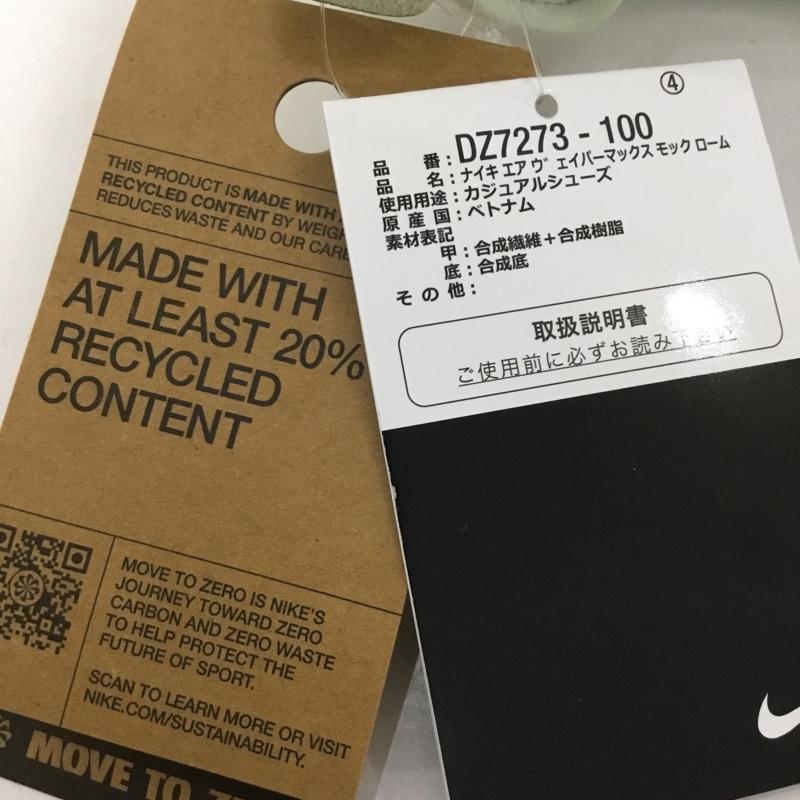 THIS PRODUCT IS MADE WITH
RECYCLED CONTENT BY
REDUCES WASTE AND OUR
MADE WITH
AT LEAST 20%
RECYCLED
CONTENT
MOVE TO ZERO IS NIKE'S
JOURNEY TOWARD ZERO
CARBON AND ZERO WASTE
TO HELP PROTECT THE
FUTURE OF SPORT.
SCAN TO LEARN MORE OR VISIT
NIKE.COM/SUSTAINABILITY.
MOVE TO
④
品番：DZ7273-100
品名：ナイキ エア ヴェイパーマックス モック ローム
使用用途：カジュアルシューズ
原産国：ベトナム
素材表記
甲：合成繊維＋合成樹脂
底：合成底
その他：
取扱説明書
ご使用前に必ずお読み